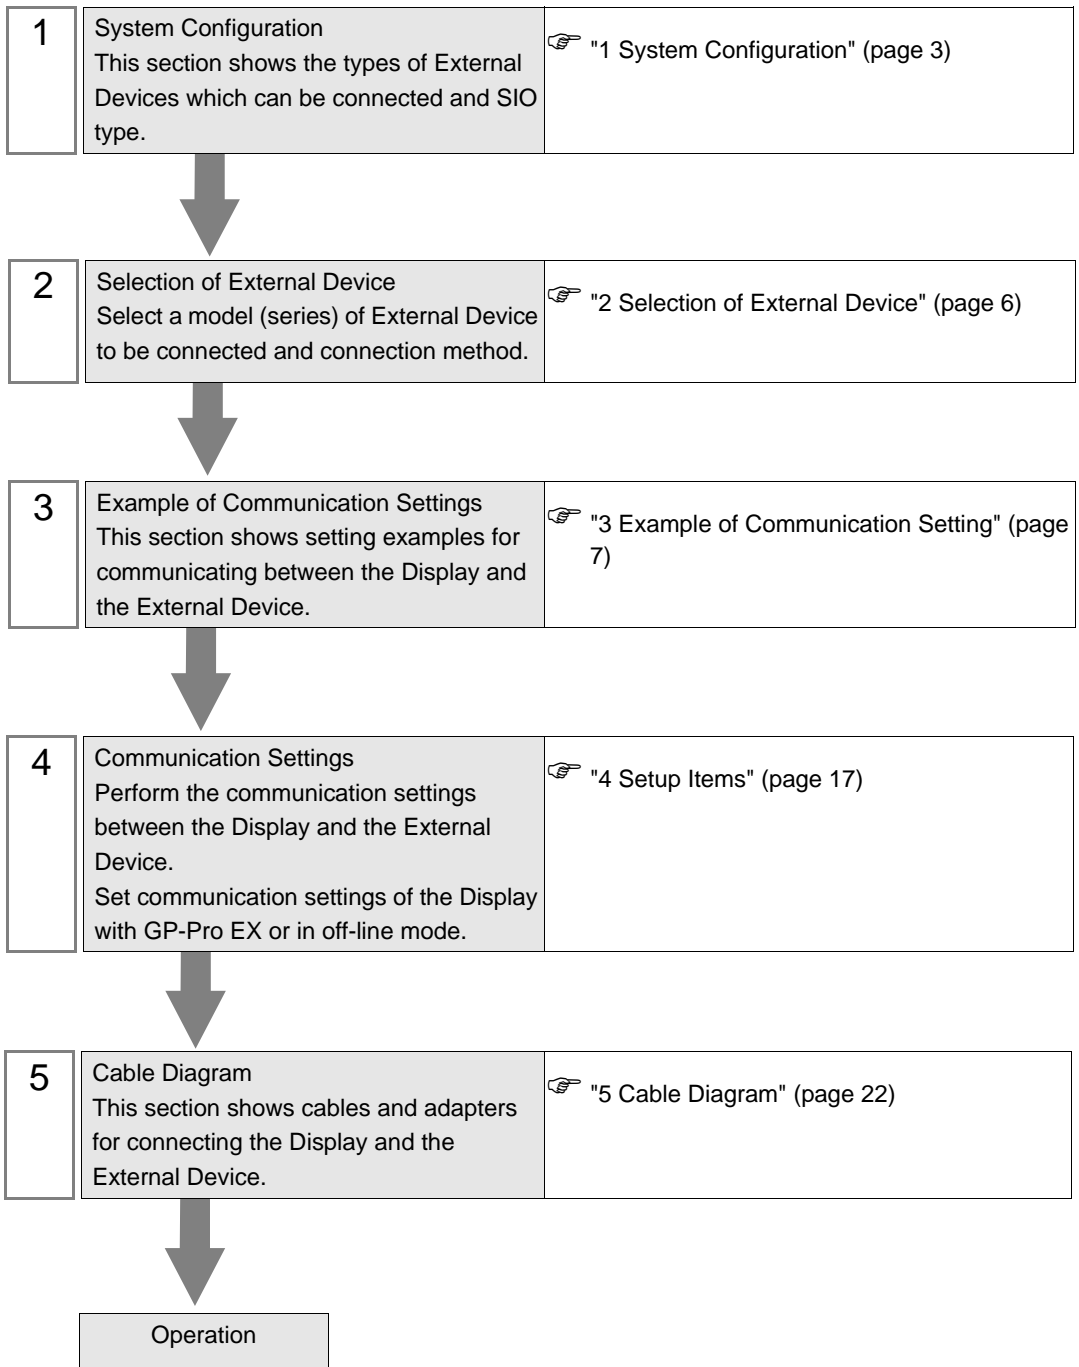 1
System Configuration
This section shows the types of External
Devices which can be connected and SIO
type.
"1 System Configuration" (page 3)
2
Selection of External Device
Select a model (series) of External Device
to be connected and connection method.
"2 Selection of External Device" (page 6)
3
Example of Communication Settings
This section shows setting examples for
communicating between the Display and
the External Device.
"3 Example of Communication Setting" (page
7)
4
Communication Settings
Perform the communication settings
between the Display and the External
Device.
Set communication settings of the Display
with GP-Pro EX or in off-line mode.
"4 Setup Items" (page 17)
5
Cable Diagram
This section shows cables and adapters
for connecting the Display and the
External Device.
"5 Cable Diagram" (page 22)
Operation